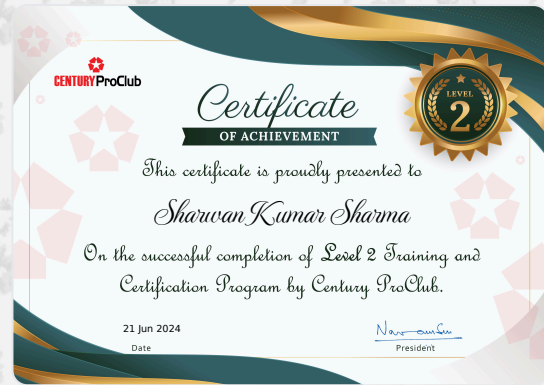 CENTURY ProClub
Certificate
OF ACHIEVEMENT
LEVEL
2
This certificate is proudly presented to
Sharwan Kumar Sharma
On the successful completion of Level 2 Training and
Certification Program by Century ProClub.
21 Jun 2024
Date
President